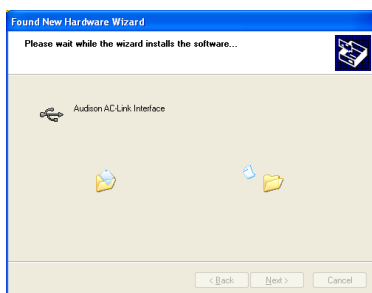 Found New Hardware Wizard
Please wait while the wizard installs the software...
Audison AC-Link Interface
< Back
Next >
Cancel